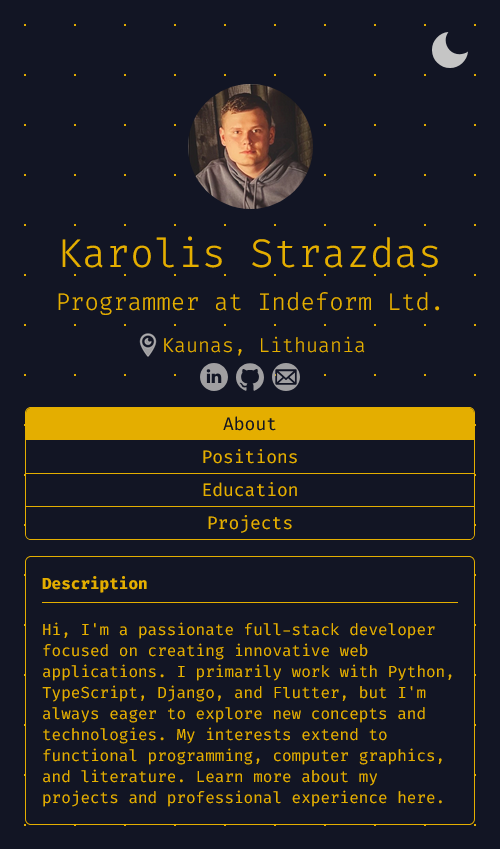 Karolis Strazdas
Programmer at Indeform Ltd.
Kaunas, Lithuania
in
About
Positions
Education
Projects
Description
Hi, I'm a passionate full-stack developer
focused on creating innovative web
applications. I primarily work with Python,
TypeScript, Django, and Flutter, but I'm
always eager to explore new concepts and
technologies. My interests extend to
functional programming, computer graphics,
and literature. Learn more about my
projects and professional experience here.